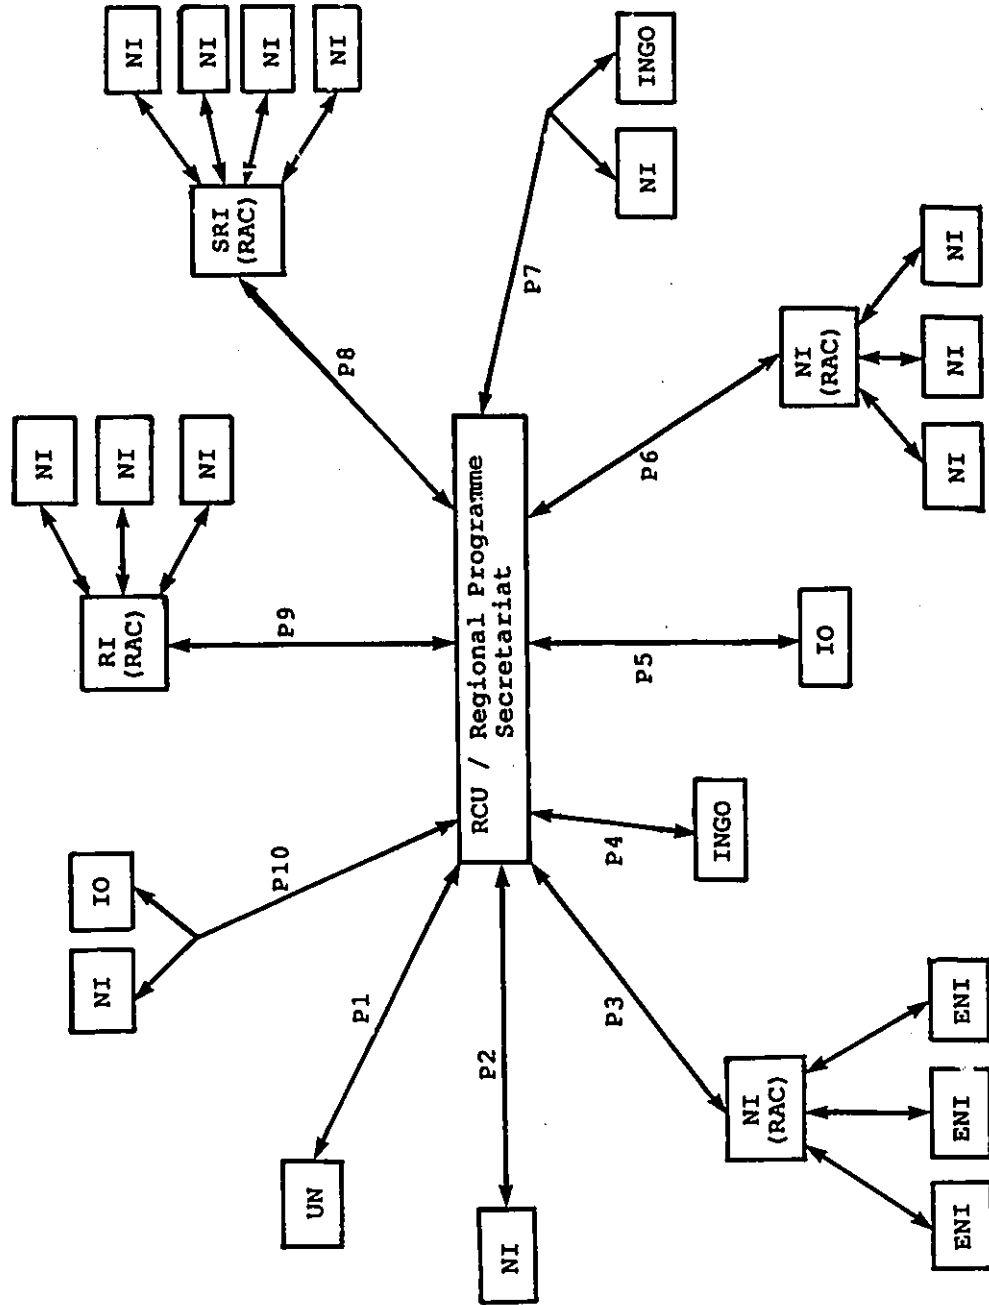 NI
NI
IO
RI
(RAC)
NI
NI
NI
NI
SRI
(RAC)
NI
NI
P10
P9
UN
P1
P8
RCU / Regional Programme
Secretariat
P2
NI
P7
P3
P4
P5
P6
NI
INGO
INGO
NI
(RAC)
IO
NI
(RAC)
ENI
ENI
ENI
NI
NI
NI